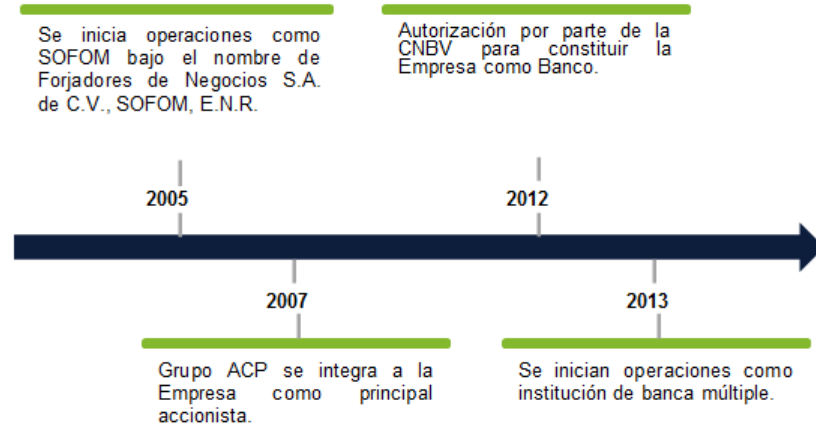 Se inicia operaciones como
SOFOM bajo el nombre de
Forjadores de Negocios S.A.
de C.V., SOFOM, E.N.R.
Autorización por parte de la
CNBV para constituir la
Empresa como Banco.
2005
2012
2007
2013
Grupo ACP se integra a la
Empresa como principal
accionista.
Se inician operaciones como
institución de banca múltiple.